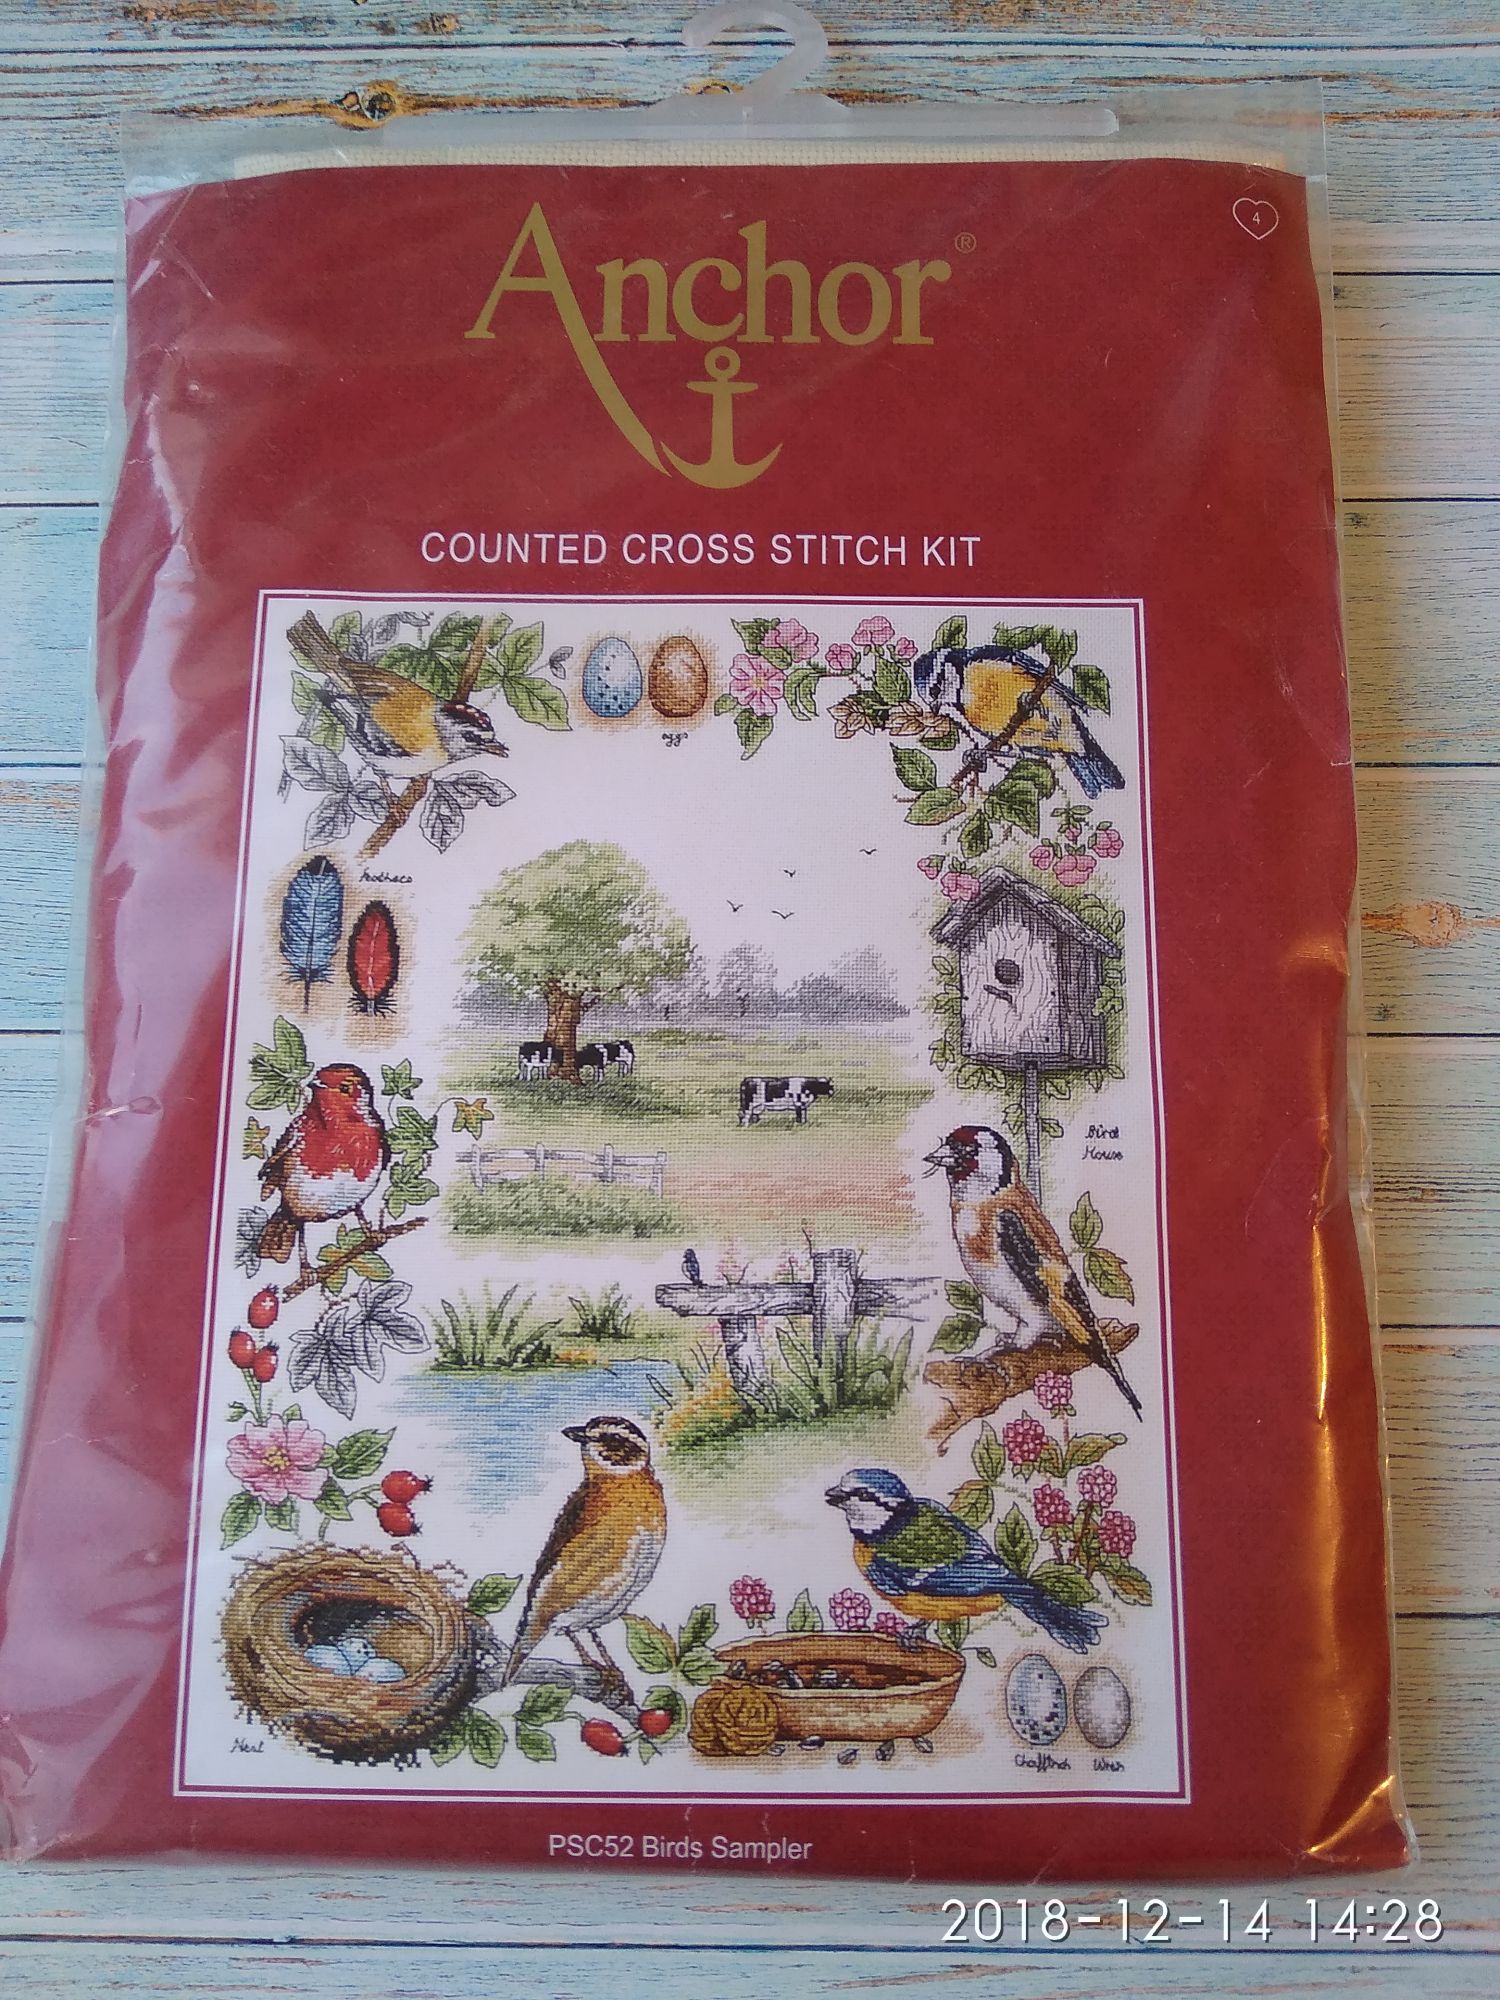 4
Anchor®
COUNTED CROSS STITCH KIT
eggs
feathers
Bird
House
Nest
Chaffinch Wren
PSC52 Birds Sampler
2018-12-14 14:28